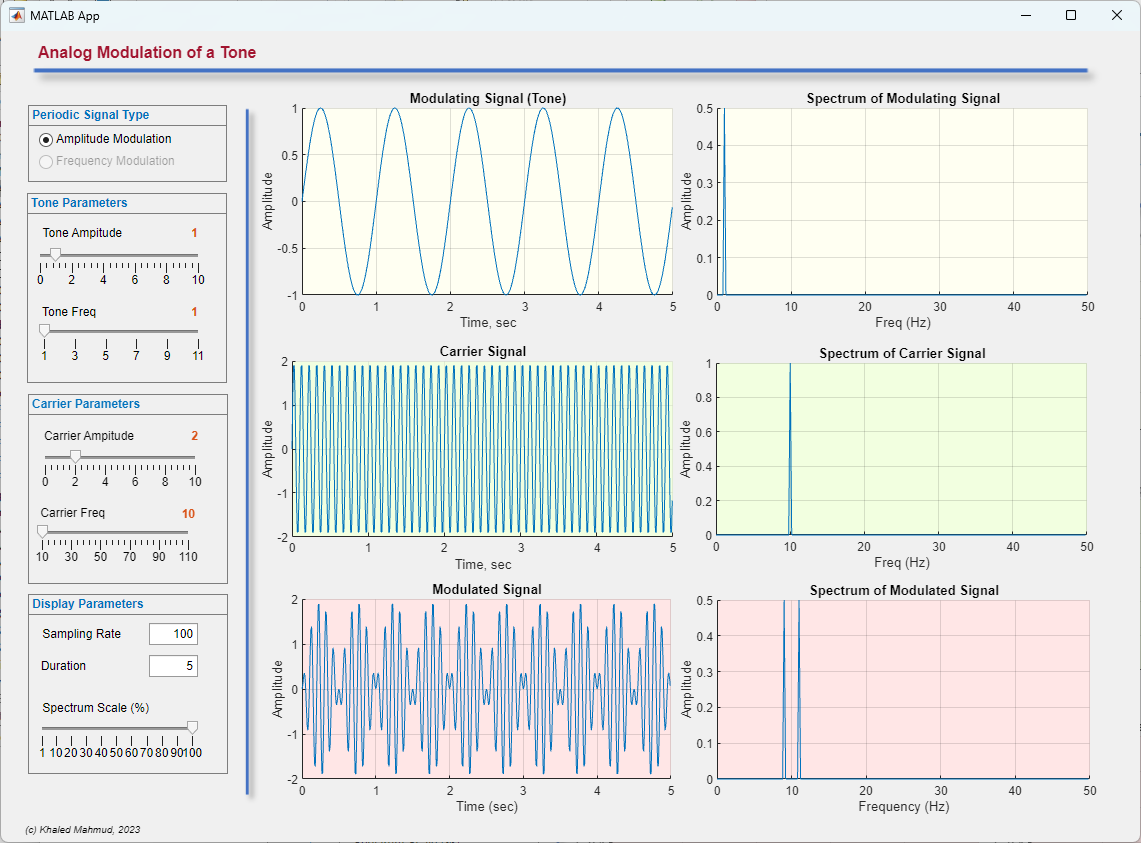 MATLAB App
Analog Modulation of a Tone
Periodic Signal Type
Amplitude Modulation
Frequency Modulation
Tone Parameters
Tone Ampitude 1
0 2 4 6 8 10
Tone Freq 1
1 3 5 7 9 11
Carrier Parameters
Carrier Ampitude 2
0 2 4 6 8 10
Carrier Freq 10
10 30 50 70 90 110
Display Parameters
Sampling Rate 100
Duration 5
Spectrum Scale (%)
1 10 20 30 40 50 60 70 80 90 100
(c) Khaled Mahmud, 2023
Modulating Signal (Tone)
Amplitude
1
0.5
0
-0.5
-1
0 1 2 3 4 5
Time, sec
Spectrum of Modulating Signal
Amplitude
0.5
0.4
0.3
0.2
0.1
0
0 10 20 30 40 50
Freq (Hz)
Carrier Signal
Amplitude
2
1
0
-1
-2
0 1 2 3 4 5
Time, sec
Spectrum of Carrier Signal
Amplitude
1
0.8
0.6
0.4
0.2
0
0 10 20 30 40 50
Freq (Hz)
Modulated Signal
Amplitude
2
1
0
-1
-2
0 1 2 3 4 5
Time (sec)
Spectrum of Modulated Signal
Amplitude
0.5
0.4
0.3
0.2
0.1
0
0 10 20 30 40 50
Frequency (Hz)